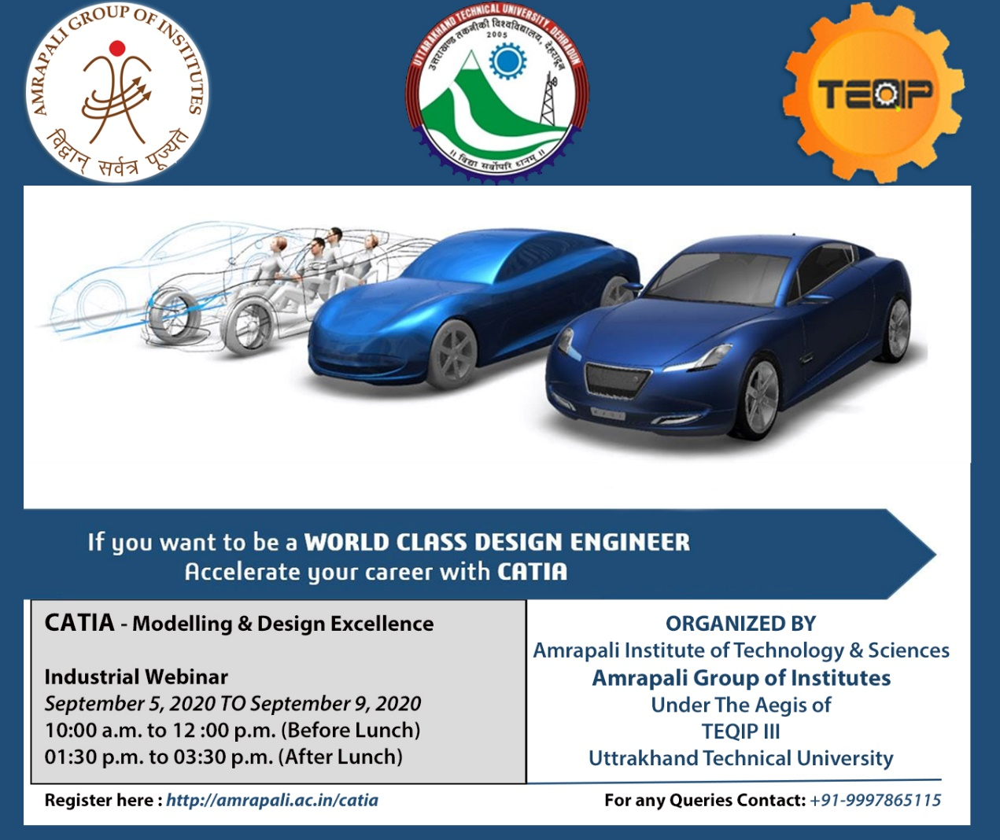 AMRAPALI GROUP OF INSTITUTES
विद्वान् सर्वत्र पूज्यते
UTTARAKHAND TECHNICAL UNIVERSITY, DEHRADUN
उत्तराखण्ड तकनीकी विश्वविद्यालय, देहरादून
2005
॥ विद्या सर्वोपरि दानम् ॥
TEQIP
If you want to be a WORLD CLASS DESIGN ENGINEER
Accelerate your career with CATIA
CATIA - Modelling & Design Excellence
Industrial Webinar
September 5, 2020 TO September 9, 2020
10:00 a.m. to 12 :00 p.m. (Before Lunch)
01:30 p.m. to 03:30 p.m. (After Lunch)
ORGANIZED BY
Amrapali Institute of Technology & Sciences
Amrapali Group of Institutes
Under The Aegis of
TEQIP III
Uttrakhand Technical University
Register here : http://amrapali.ac.in/catia
For any Queries Contact: +91-9997865115